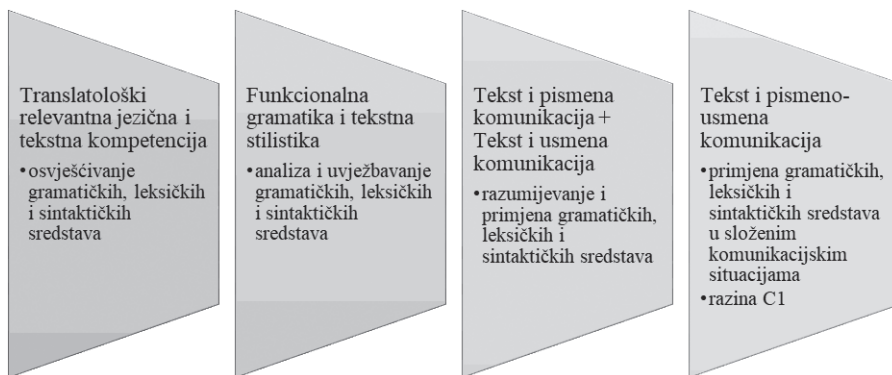 Translatološki
relevantna jezična i
tekstna kompetencija
•osvješćivanje
gramatičkih, leksičkih
i sintaktičkih
sredstava
Funkcionalna
gramatika i tekstna
stilistika
•analiza i uvježbavanje
gramatičkih, leksičkih
i sintaktičkih
sredstava
Tekst i pismena
komunikacija +
Tekst i usmena
komunikacija
•razumijevanje i
primjena gramatičkih,
leksičkih i
sintaktičkih sredstava
Tekst i pismeno-
usmena
komunikacija
•primjena gramatičkih,
leksičkih i
sintaktičkih sredstava
u složenim
komunikacijskim
situacijama
•razina C1